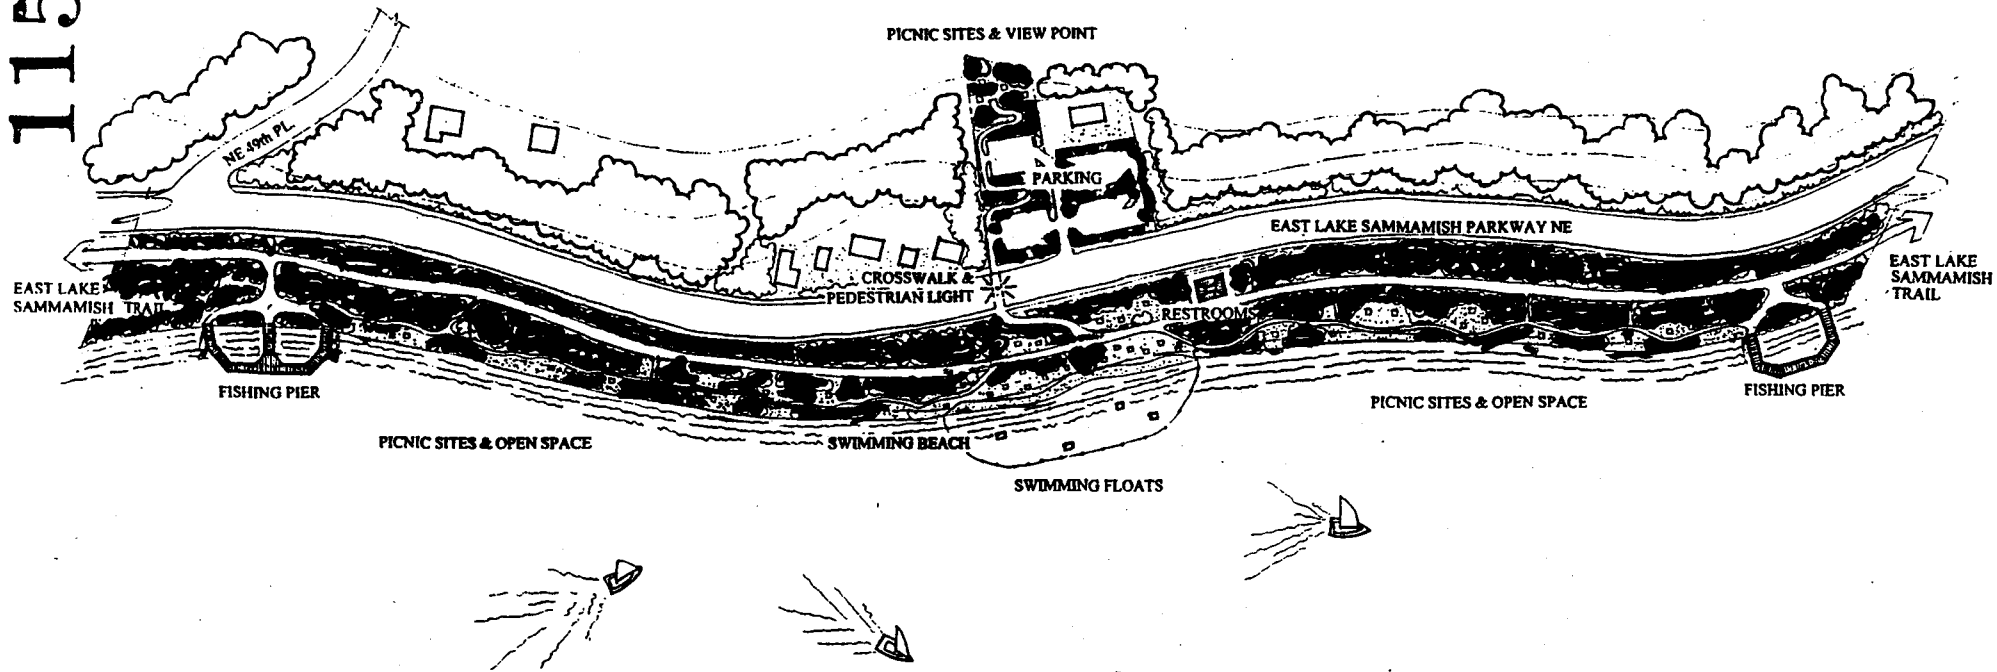 115
PICNIC SITES & VIEW POINT
NE 49th PL.
PARKING
EAST LAKE SAMMAMISH PARKWAY NE
CROSSWALK &
PEDESTRIAN LIGHT
EAST LAKE
SAMMAMISH TRAIL
RESTROOMS
EAST LAKE
SAMMAMISH
TRAIL
FISHING PIER
FISHING PIER
PICNIC SITES & OPEN SPACE
PICNIC SITES & OPEN SPACE
SWIMMING BEACH
SWIMMING FLOATS